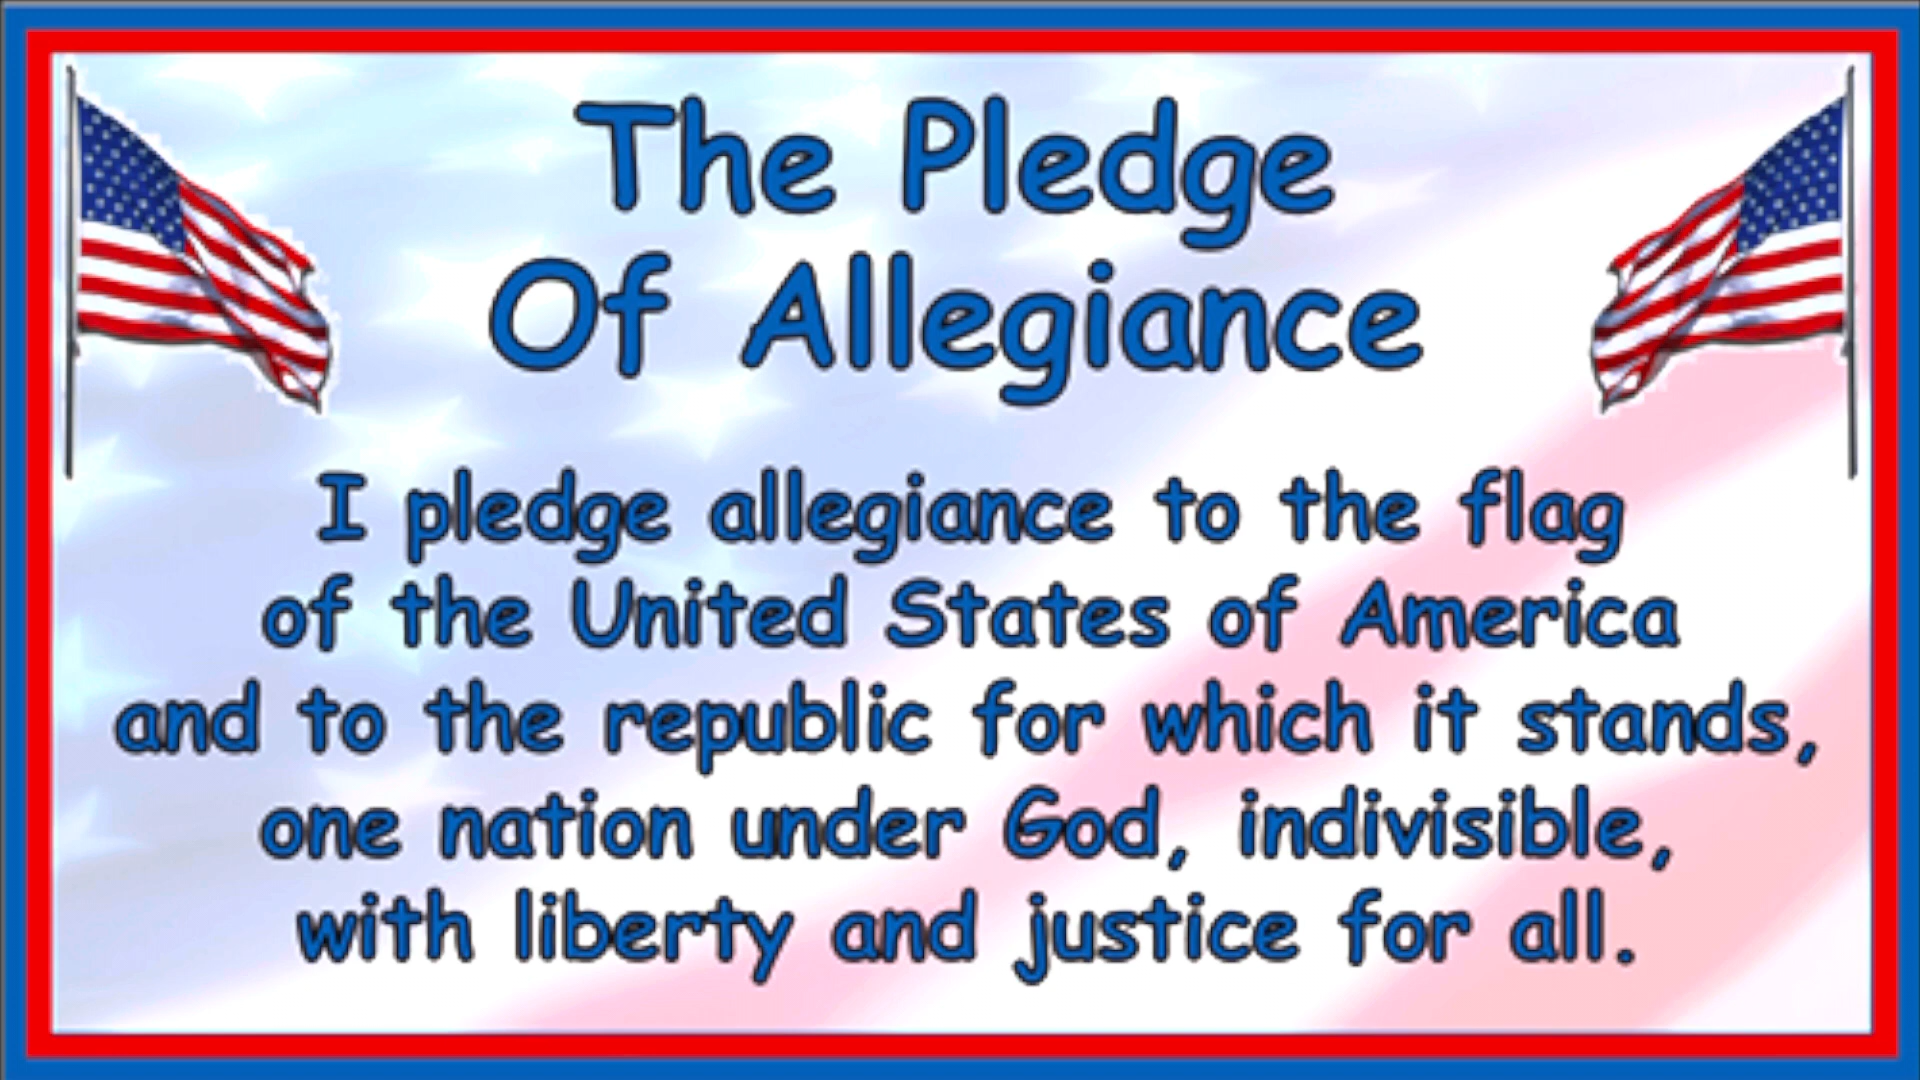 The Pledge
Of Allegiance
I pledge allegiance to the flag
of the United States of America
and to the republic for which it stands,
one nation under God, indivisible,
with liberty and justice for all.